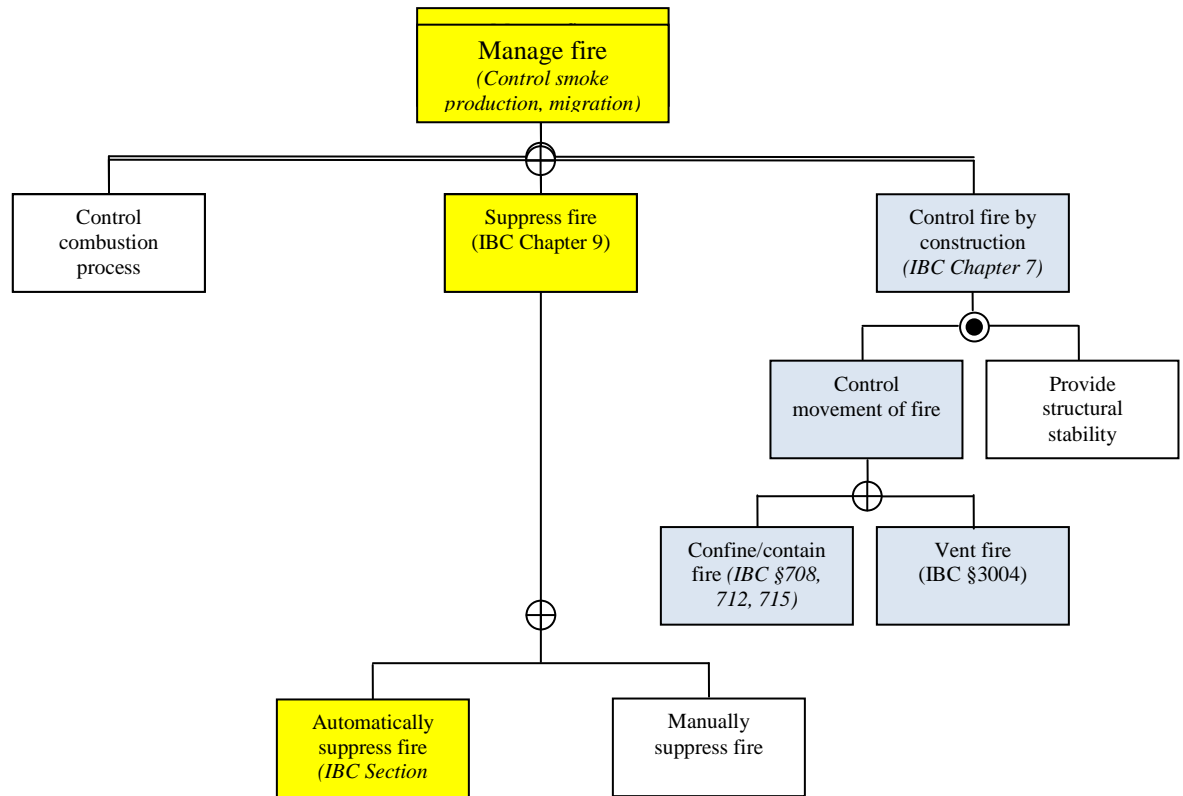 Manage fire
(Control smoke
production, migration)
Control
combustion
process
Suppress fire
(IBC Chapter 9)
Control fire by
construction
(IBC Chapter 7)
Control
movement of fire
Provide
structural
stability
Confine/contain
fire (IBC §708,
712, 715)
Vent fire
(IBC §3004)
Automatically
suppress fire
(IBC Section
Manually
suppress fire